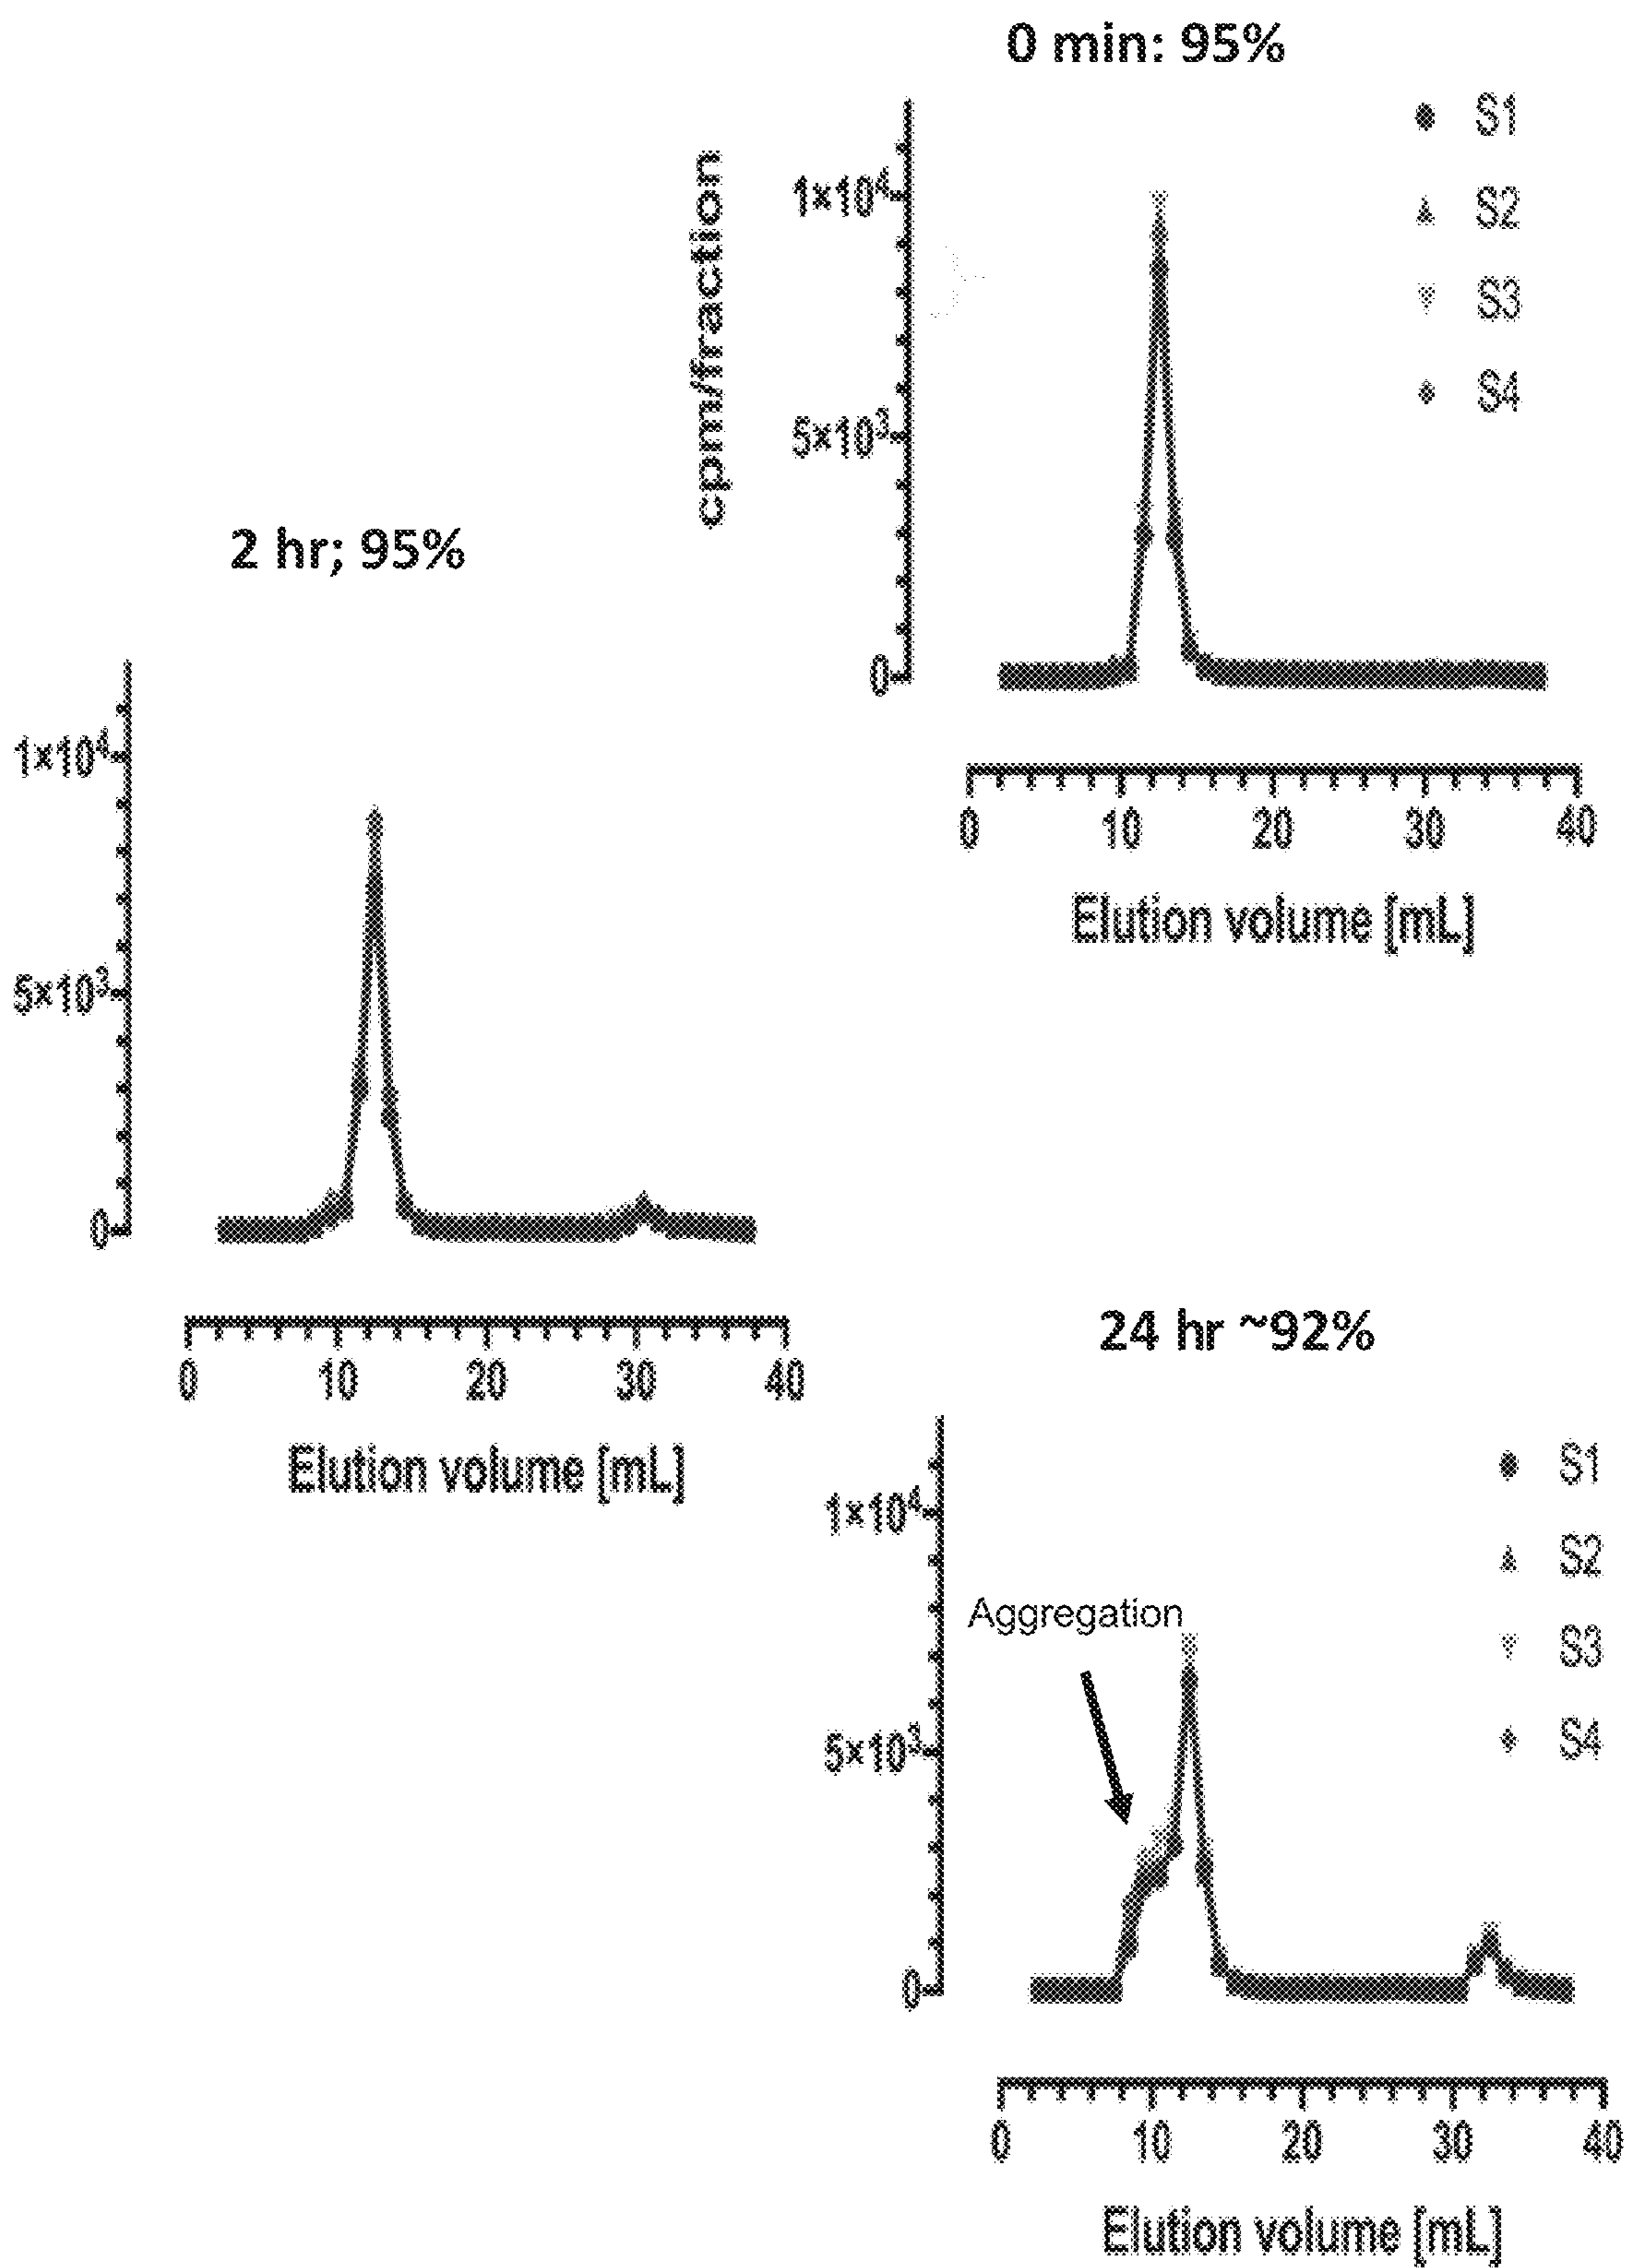 0 min: 95%
S1
S2
S3
S4
cpm/fraction
1×10⁴
5×10³
0
0 10 20 30 40
Elution volume [mL]
2 hr; 95%
1×10⁴
5×10³
0
0 10 20 30 40
Elution volume [mL]
24 hr ~92%
S1
S2
S3
S4
1×10⁴
Aggregation
5×10³
0
0 10 20 30 40
Elution volume [mL]